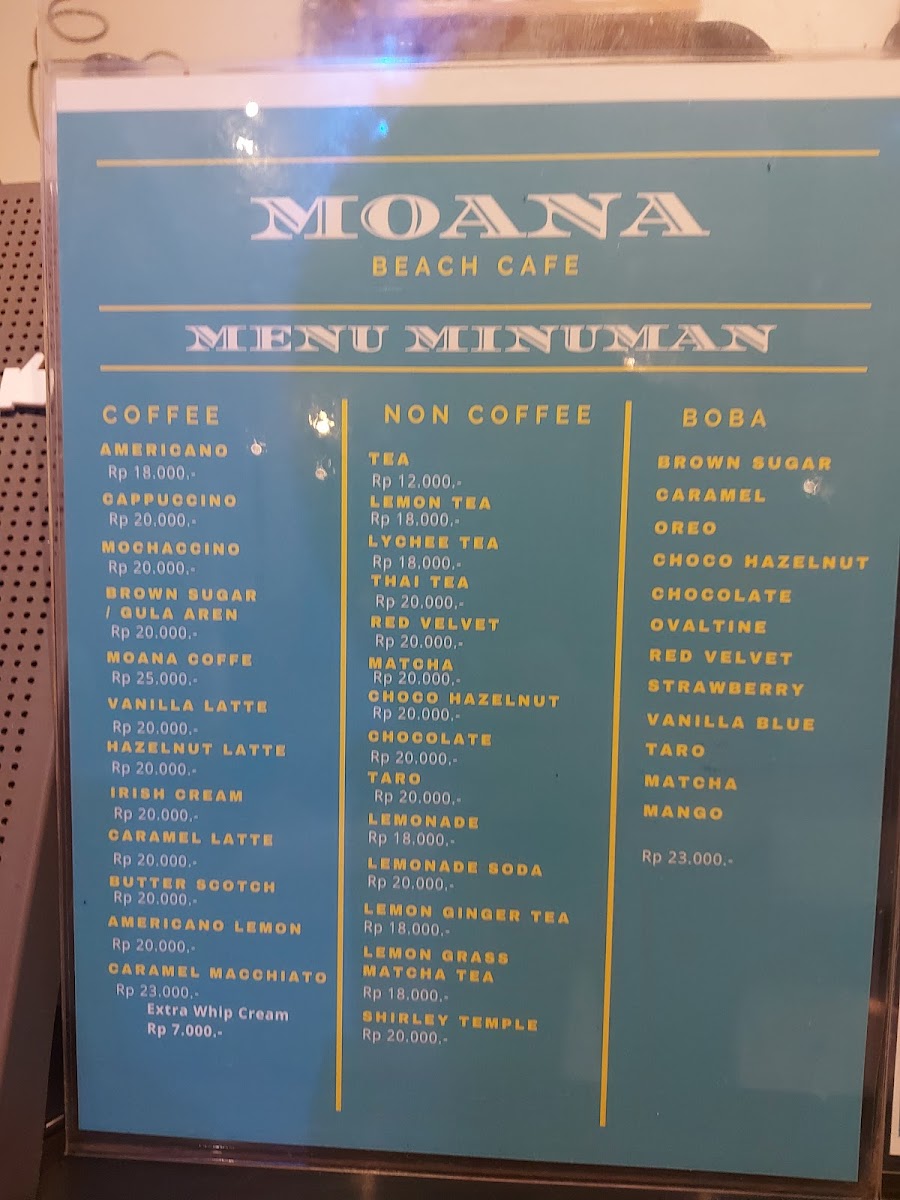 MOANA
BEACH CAFE
MENU MINUMAN
COFFEE
AMERICANO
Rp 18.000.-
CAPPUCCINO
Rp 20.000.-
MOCHACCINO
Rp 20.000.-
BROWN SUGAR
/ GULA AREN
Rp 20.000.-
MOANA COFFE
Rp 25.000.-
VANILLA LATTE
Rp 20.000.-
HAZELNUT LATTE
Rp 20.000.-
IRISH CREAM
Rp 20.000.-
CARAMEL LATTE
Rp 20.000.-
BUTTER SCOTCH
Rp 20.000.-
AMERICANO LEMON
Rp 20.000.-
CARAMEL MACCHIATO
Rp 23.000.-
Extra Whip Cream
Rp 7.000.-
NON COFFEE
TEA
Rp 12.000.-
LEMON TEA
Rp 18.000.-
LYCHEE TEA
Rp 18.000.-
THAI TEA
Rp 20.000.-
RED VELVET
Rp 20.000.-
MATCHA
Rp 20.000.-
CHOCO HAZELNUT
Rp 20.000.-
CHOCOLATE
Rp 20.000.-
TARO
Rp 20.000.-
LEMONADE
Rp 18.000.-
LEMONADE SODA
Rp 20.000.-
LEMON GINGER TEA
Rp 18.000.-
LEMON GRASS
MATCHA TEA
Rp 18.000.-
SHIRLEY TEMPLE
Rp 20.000.-
BOBA
BROWN SUGAR
CARAMEL
OREO
CHOCO HAZELNUT
CHOCOLATE
OVALTINE
RED VELVET
STRAWBERRY
VANILLA BLUE
TARO
MATCHA
MANGO
Rp 23.000.-